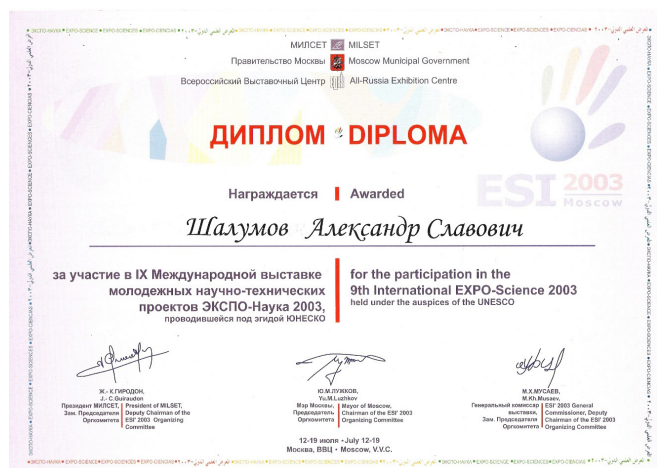 МИЛСЕТ MILSET
Правительство Москвы Moscow Municipal Government
Всероссийский Выставочный Центр All-Russia Exhibition Centre
ДИПЛОМ DIPLOMA
Награждается Awarded
ESI 2003 Moscow
Шалумов Александр Славович
за участие в IX Международной выставке for the participation in the
молодежных научно-технических 9th International EXPO-Science 2003
проектов ЭКСПО-Наука 2003, held under the auspices of the UNESCO
проводившейся под эгидой ЮНЕСКО
Ж.- К.ГИРОДОН,
J.- C.Guiraudon
Президент МИЛСЕТ, President of MILSET,
Зам. Председателя Deputy Chairman of the
Оргкомитета ESI' 2003 Organizing
Committee
Ю.М.ЛУЖКОВ,
Yu.M.Luzhkov
Мэр Москвы, Mayor of Moscow,
Председатель Chairman of the ESI' 2003
Оргкомитета Organizing Committee
М.Х.МУСАЕВ,
M.Kh.Musaev,
Генеральный комиссар ESI' 2003 General
выставки, Commissioner, Deputy
Зам. Председателя Chairman of the ESI' 2003
Оргкомитета Organizing Committee
12-19 июля • July 12-19
Москва, ВВЦ • Moscow, V.V.C.